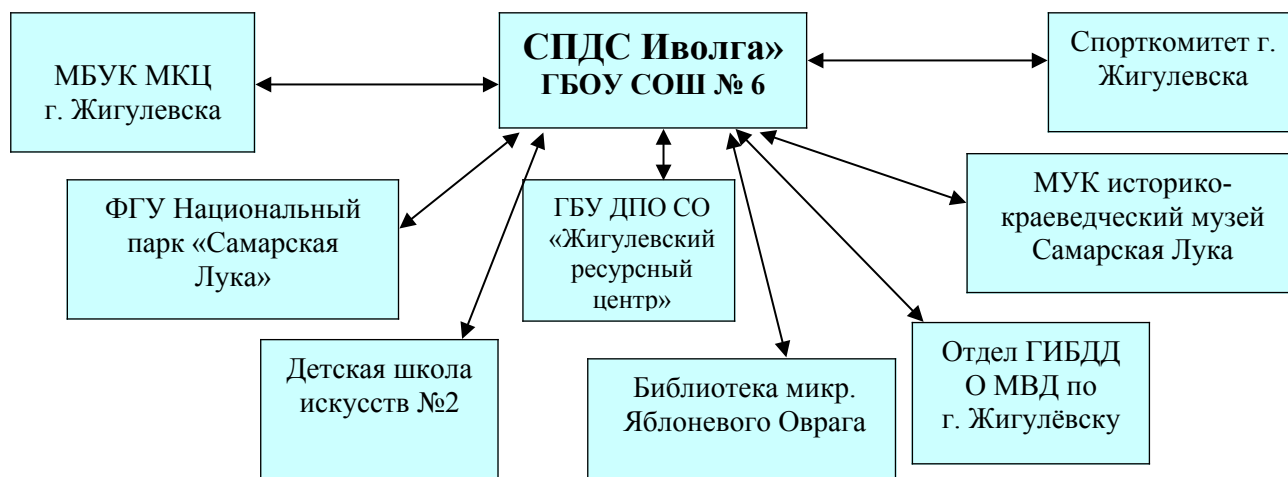 СПДС Иволга»
ГБОУ СОШ № 6
МБУК МКЦ
г. Жигулевска
Спорткомитет г.
Жигулевска
ФГУ Национальный
парк «Самарская
Лука»
ГБУ ДПО СО
«Жигулевский
ресурсный
центр»
МУК историко-
краеведческий музей
Самарская Лука
Детская школа
искусств №2
Библиотека микр.
Яблоневого Оврага
Отдел ГИБДД
О МВД по
г. Жигулёвску